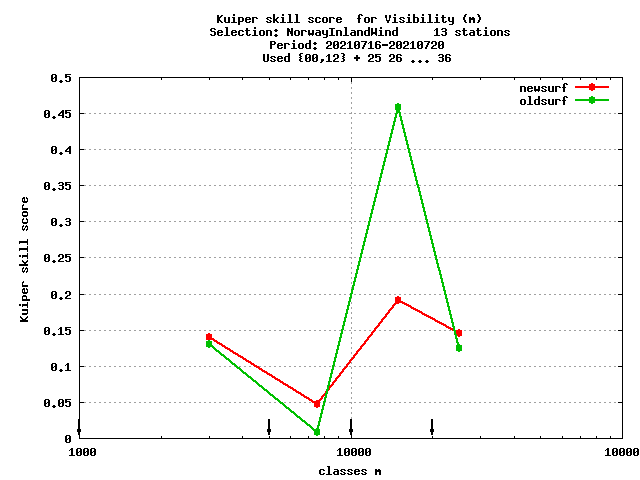 Kuiper skill score  for Visibility (m)
Selection: NorwayInlandWind     13 stations
Period: 20210716-20210720
Used {00,12} + 25 26 ... 36
newsurf
oldsurf
0.5
0.45
0.4
0.35
0.3
0.25
0.2
0.15
0.1
0.05
0
Kuiper skill score
1000 10000 10000
classes m